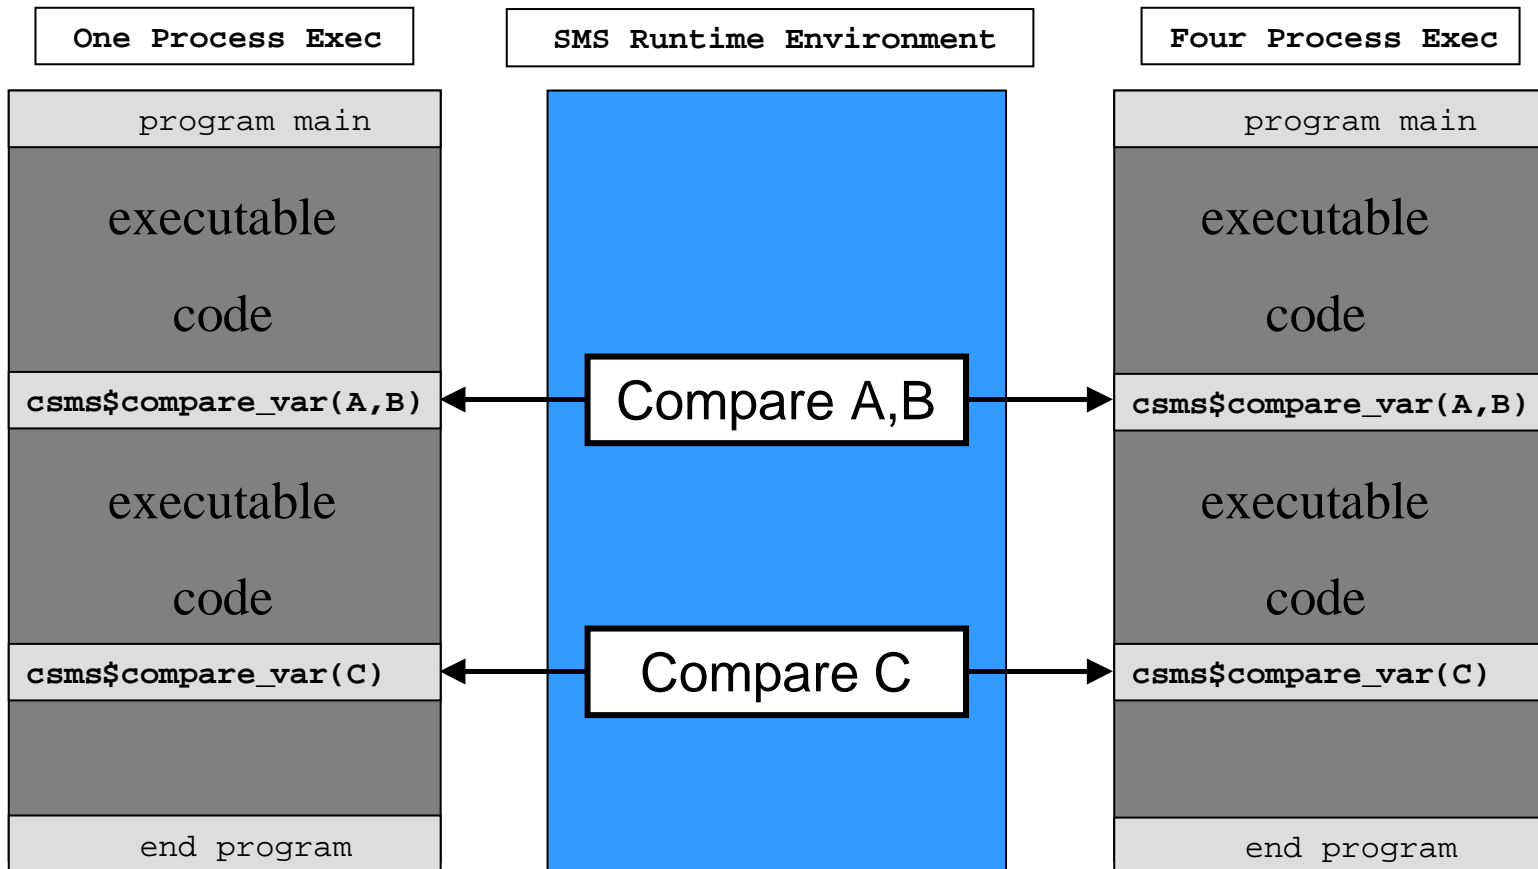 One Process Exec
SMS Runtime Environment
Four Process Exec
program main
executable
code
csms$compare_var(A,B)
executable
code
csms$compare_var(C)
end program
Compare A,B
Compare C
program main
executable
code
csms$compare_var(A,B)
executable
code
csms$compare_var(C)
end program